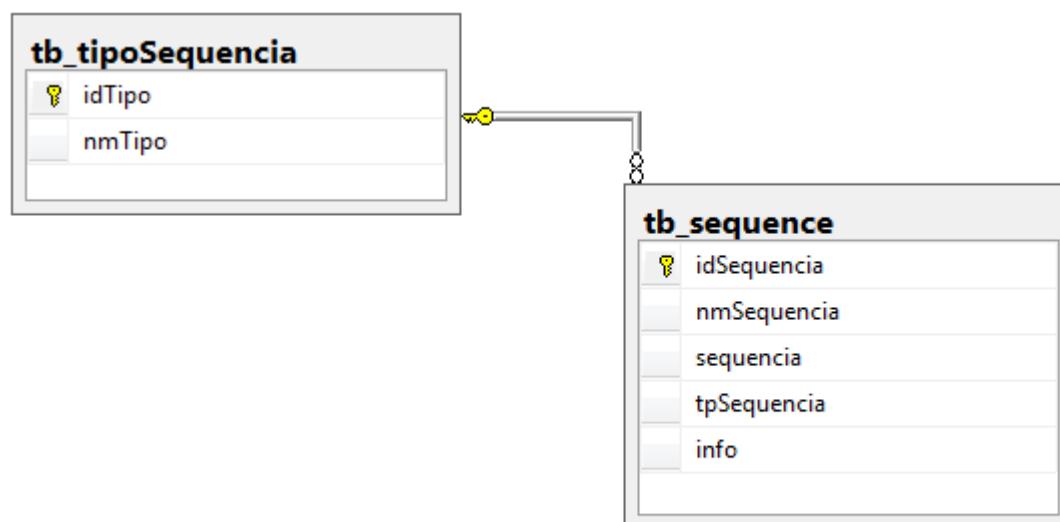 tb_tipoSequencia
idTipo
nmTipo
tb_sequence
idSequencia
nmSequencia
sequencia
tpSequencia
info